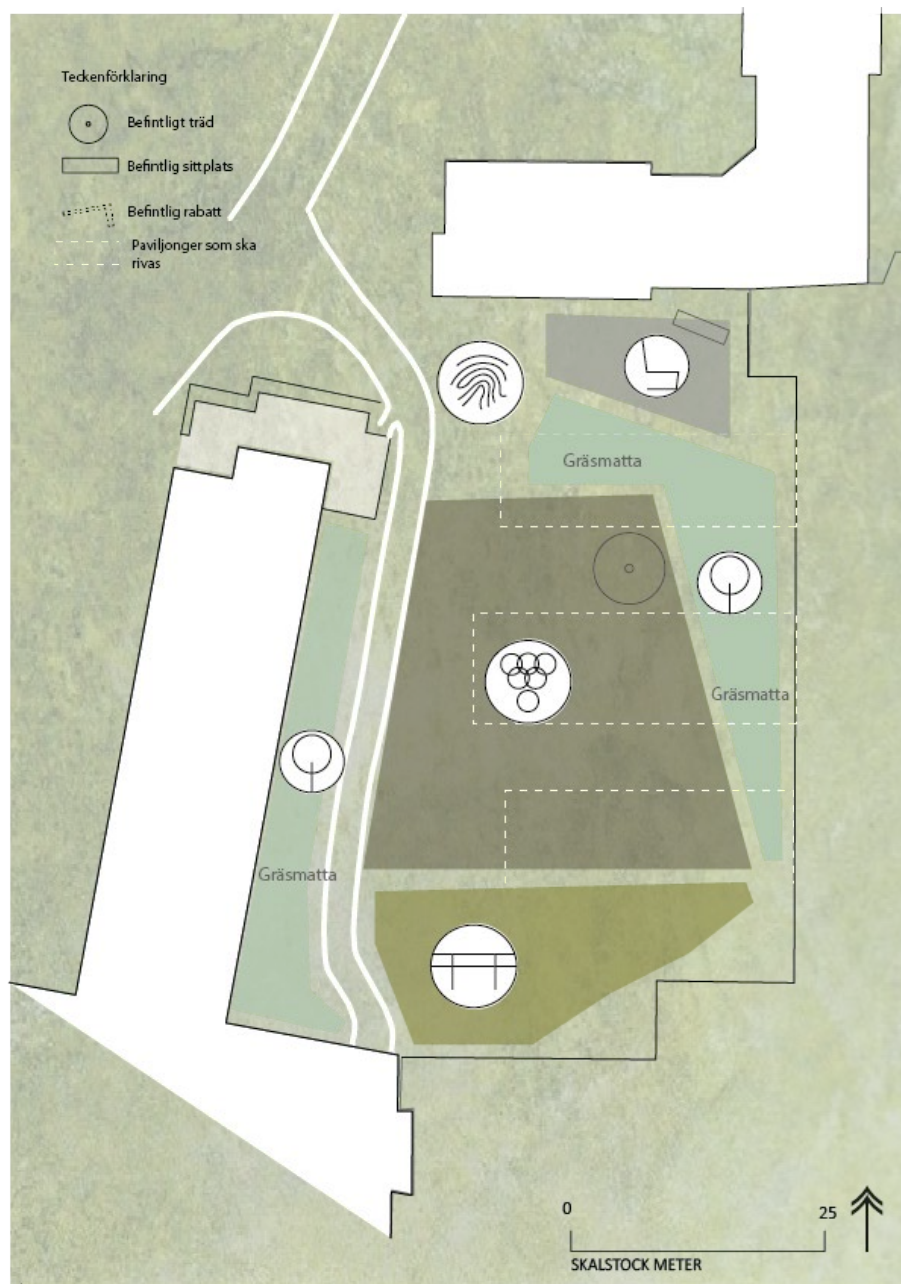 Teckenförklaring
Befintligt träd
Befintlig sittplats
Befintlig rabatt
Paviljonger som ska
rivas
Gräsmatta
Gräsmatta
Gräsmatta
0
25
SKALSTOCK METER